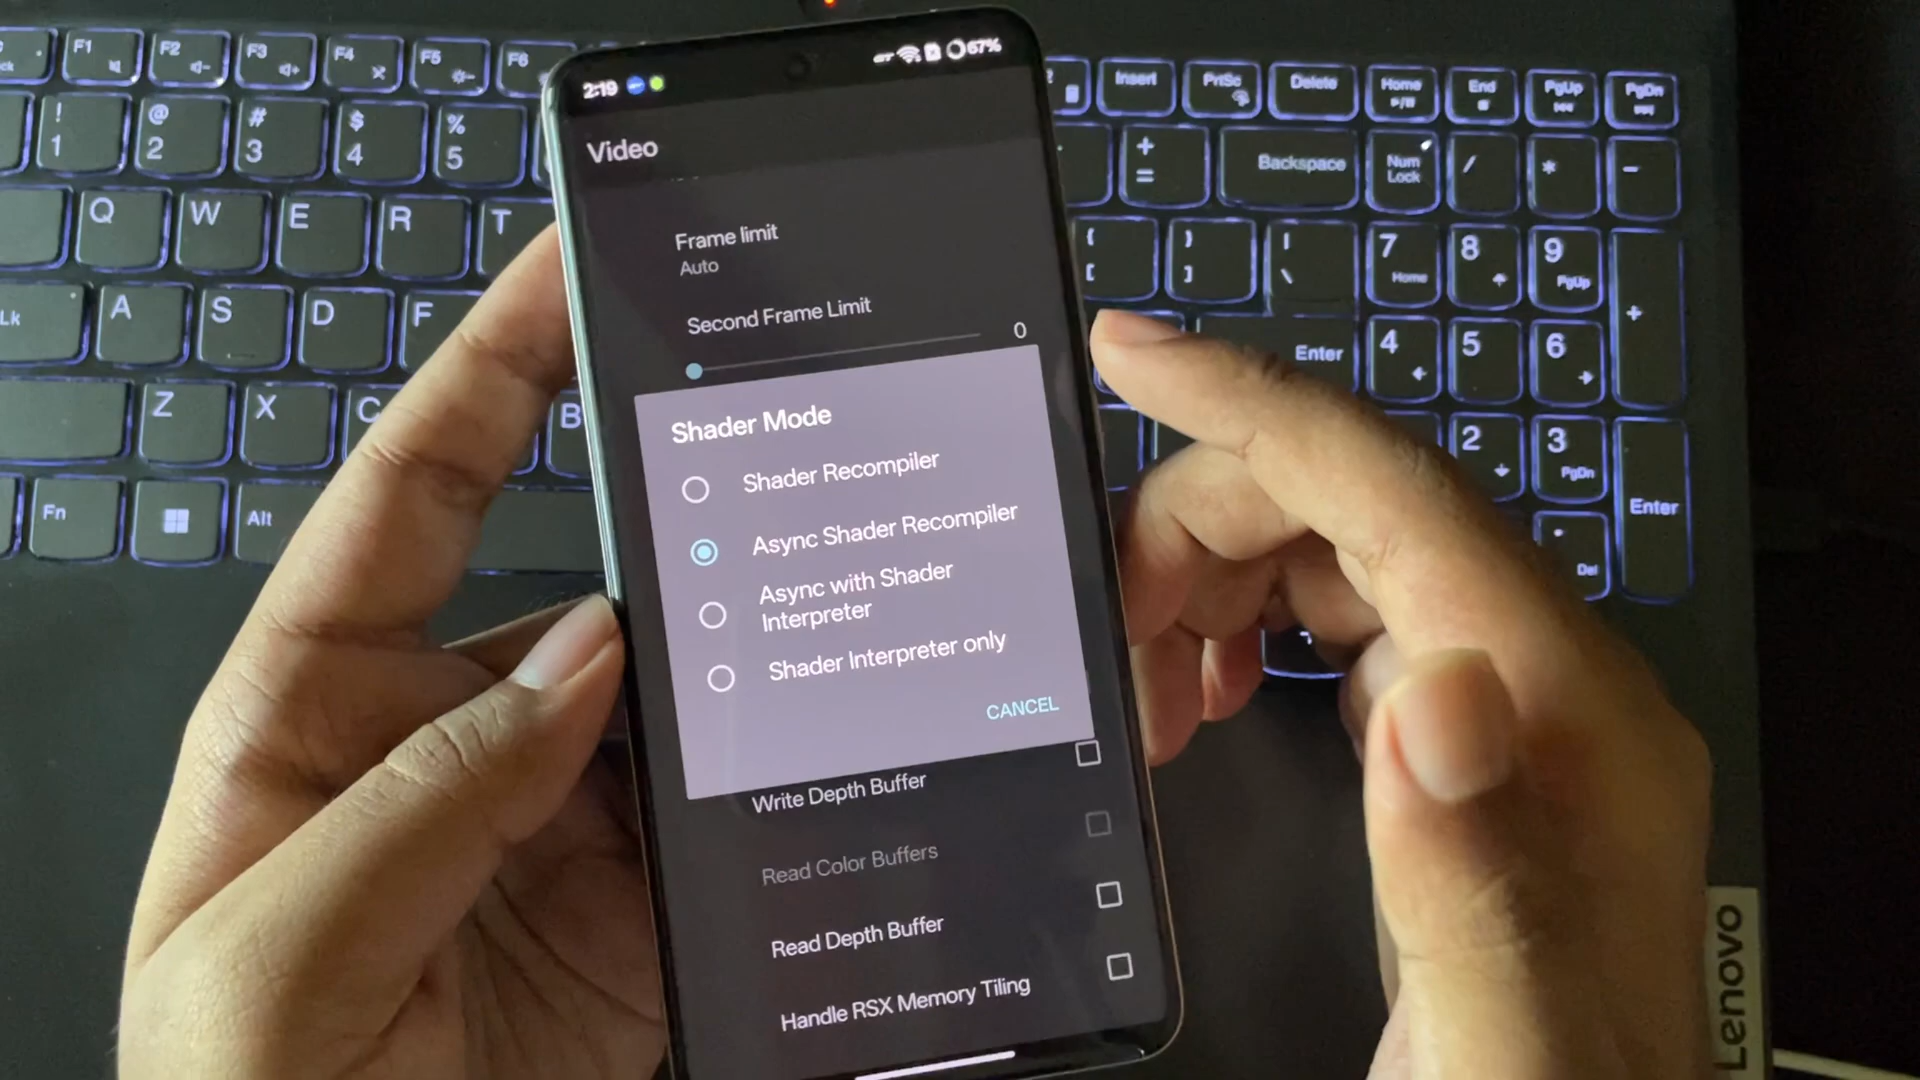 2:19
67%
Video
Frame limit
Auto
Second Frame Limit
0
Shader Mode
Shader Recompiler
Async Shader Recompiler
Async with Shader
Interpreter
Shader Interpreter only
CANCEL
Write Depth Buffer
Read Color Buffers
Read Depth Buffer
Handle RSX Memory Tiling
F1 F2 F3 F4 F5 F6
Insert PrtSc Delete Home End PgUp PgDn
! 1 @ 2 # 3 $ 4 % 5
+ = Backspace Num Lock / * -
Q W E R T
{ [ } ] | \ 7 Home 8 9 PgUp +
Lk A S D F
Enter 4 5 6
Z X C B
2 3 PgDn
Fn Alt
. Del Enter
Lenovo